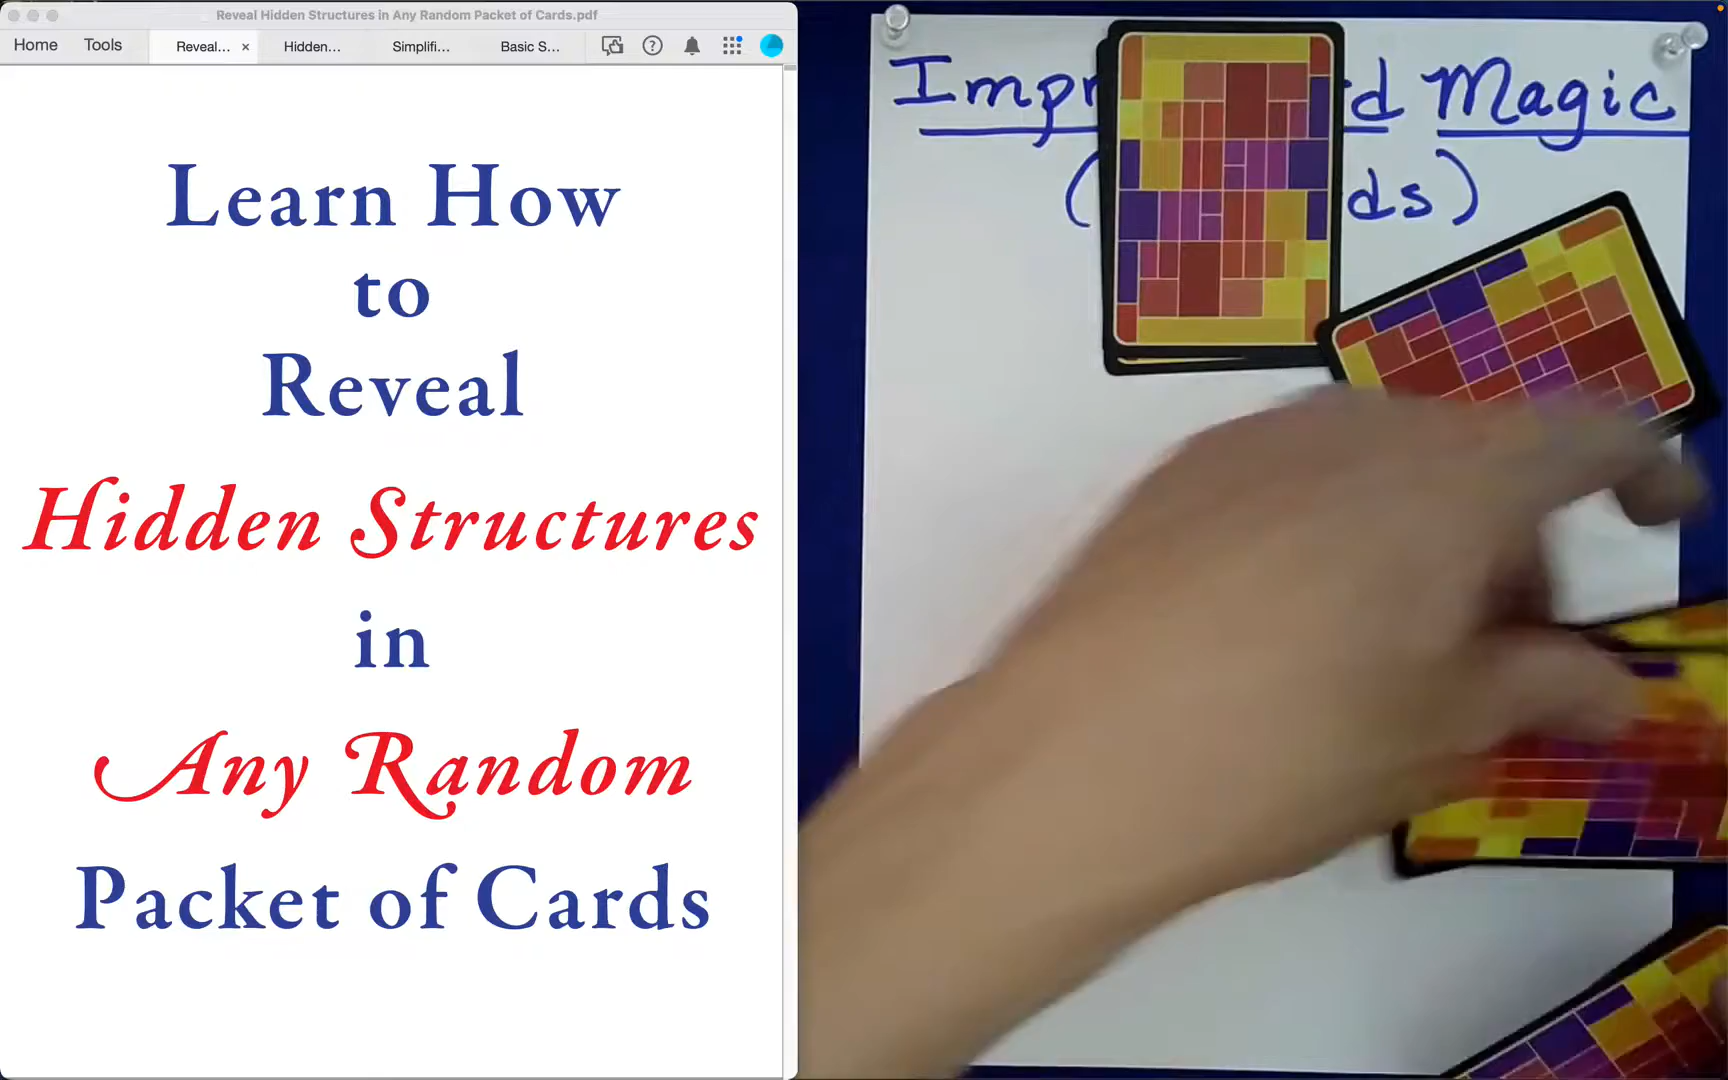 Reveal Hidden Structures in Any Random Packet of Cards.pdf
Home Tools Reveal... × Hidden... Simplifi... Basic S...
Learn How
to
Reveal
Hidden Structures
in
Any Random
Packet of Cards
Magic